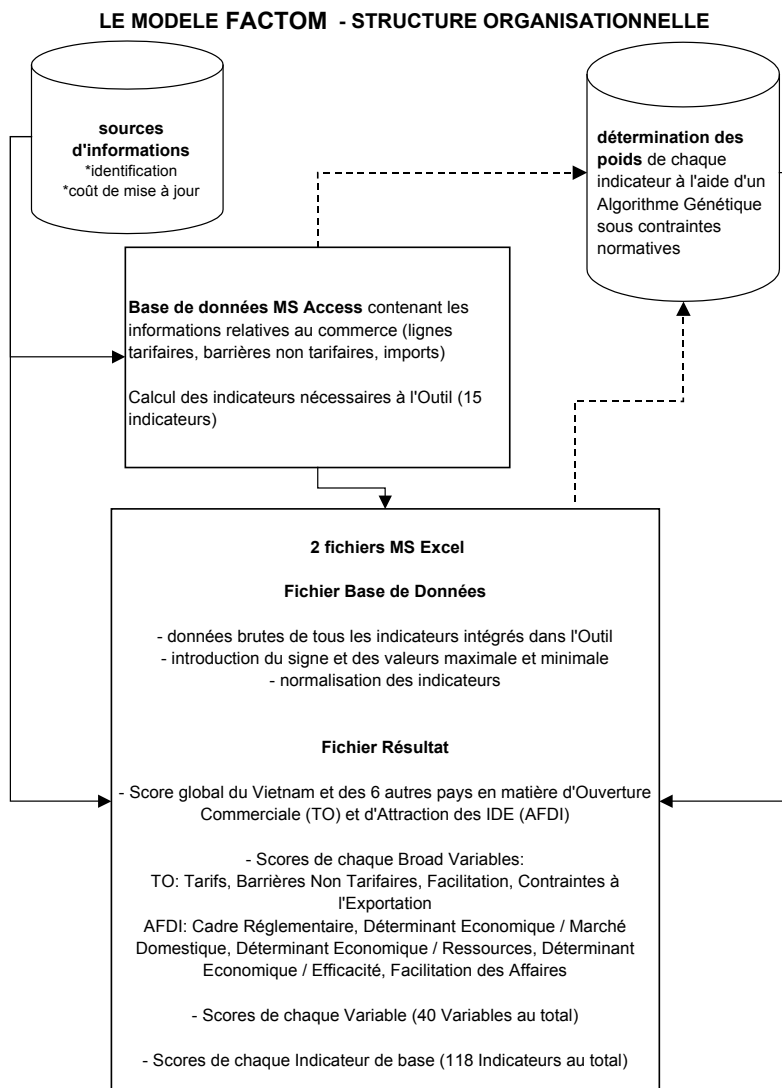 LE MODELE FACTOM - STRUCTURE ORGANISATIONNELLE
sources
d'informations
*identification
*coût de mise à jour
détermination des
poids de chaque
indicateur à l'aide d'un
Algorithme Génétique
sous contraintes
normatives
Base de données MS Access contenant les
informations relatives au commerce (lignes
tarifaires, barrières non tarifaires, imports)
Calcul des indicateurs nécessaires à l'Outil (15
indicateurs)
2 fichiers MS Excel
Fichier Base de Données
- données brutes de tous les indicateurs intégrés dans l'Outil
- introduction du signe et des valeurs maximale et minimale
- normalisation des indicateurs
Fichier Résultat
- Score global du Vietnam et des 6 autres pays en matière d'Ouverture
Commerciale (TO) et d'Attraction des IDE (AFDI)
- Scores de chaque Broad Variables:
TO: Tarifs, Barrières Non Tarifaires, Facilitation, Contraintes à
l'Exportation
AFDI: Cadre Réglementaire, Déterminant Economique / Marché
Domestique, Déterminant Economique / Ressources, Déterminant
Economique / Efficacité, Facilitation des Affaires
- Scores de chaque Variable (40 Variables au total)
- Scores de chaque Indicateur de base (118 Indicateurs au total)